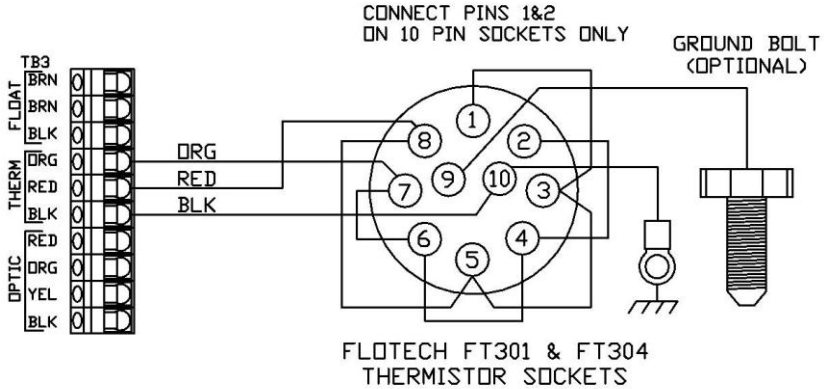 CONNECT PINS 1&2
ON 10 PIN SOCKETS ONLY
GROUND BOLT
(OPTIONAL)
TB3
FLOAT
BRN
BRN
BLK
THERM
ORG
RED
BLK
OPTIC
RED
ORG
YEL
BLK
ORG
RED
BLK
1
2
3
4
5
6
7
8
9
10
FLOTECH FT301 & FT304
THERMISTOR SOCKETS